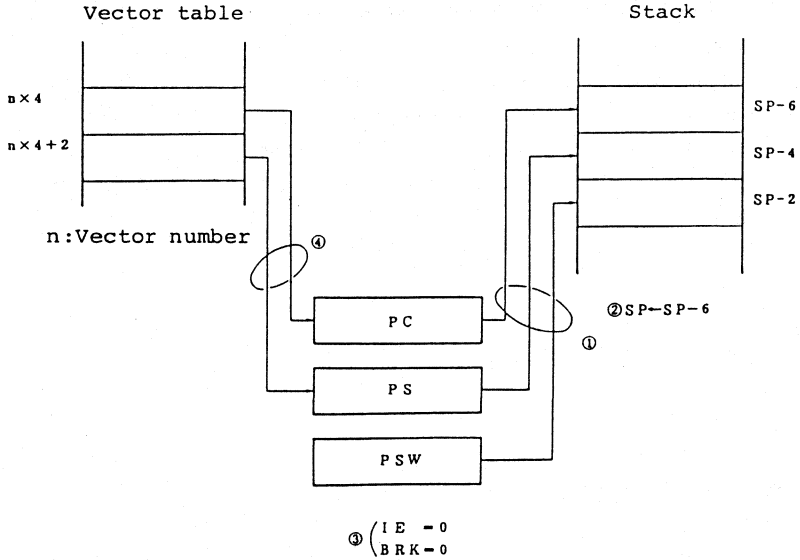 Vector table
Stack
n×4
n×4+2
SP-6
SP-4
SP-2
n:Vector number
④
②SP←SP-6
①
PC
PS
PSW
③(IE =0
BRK=0